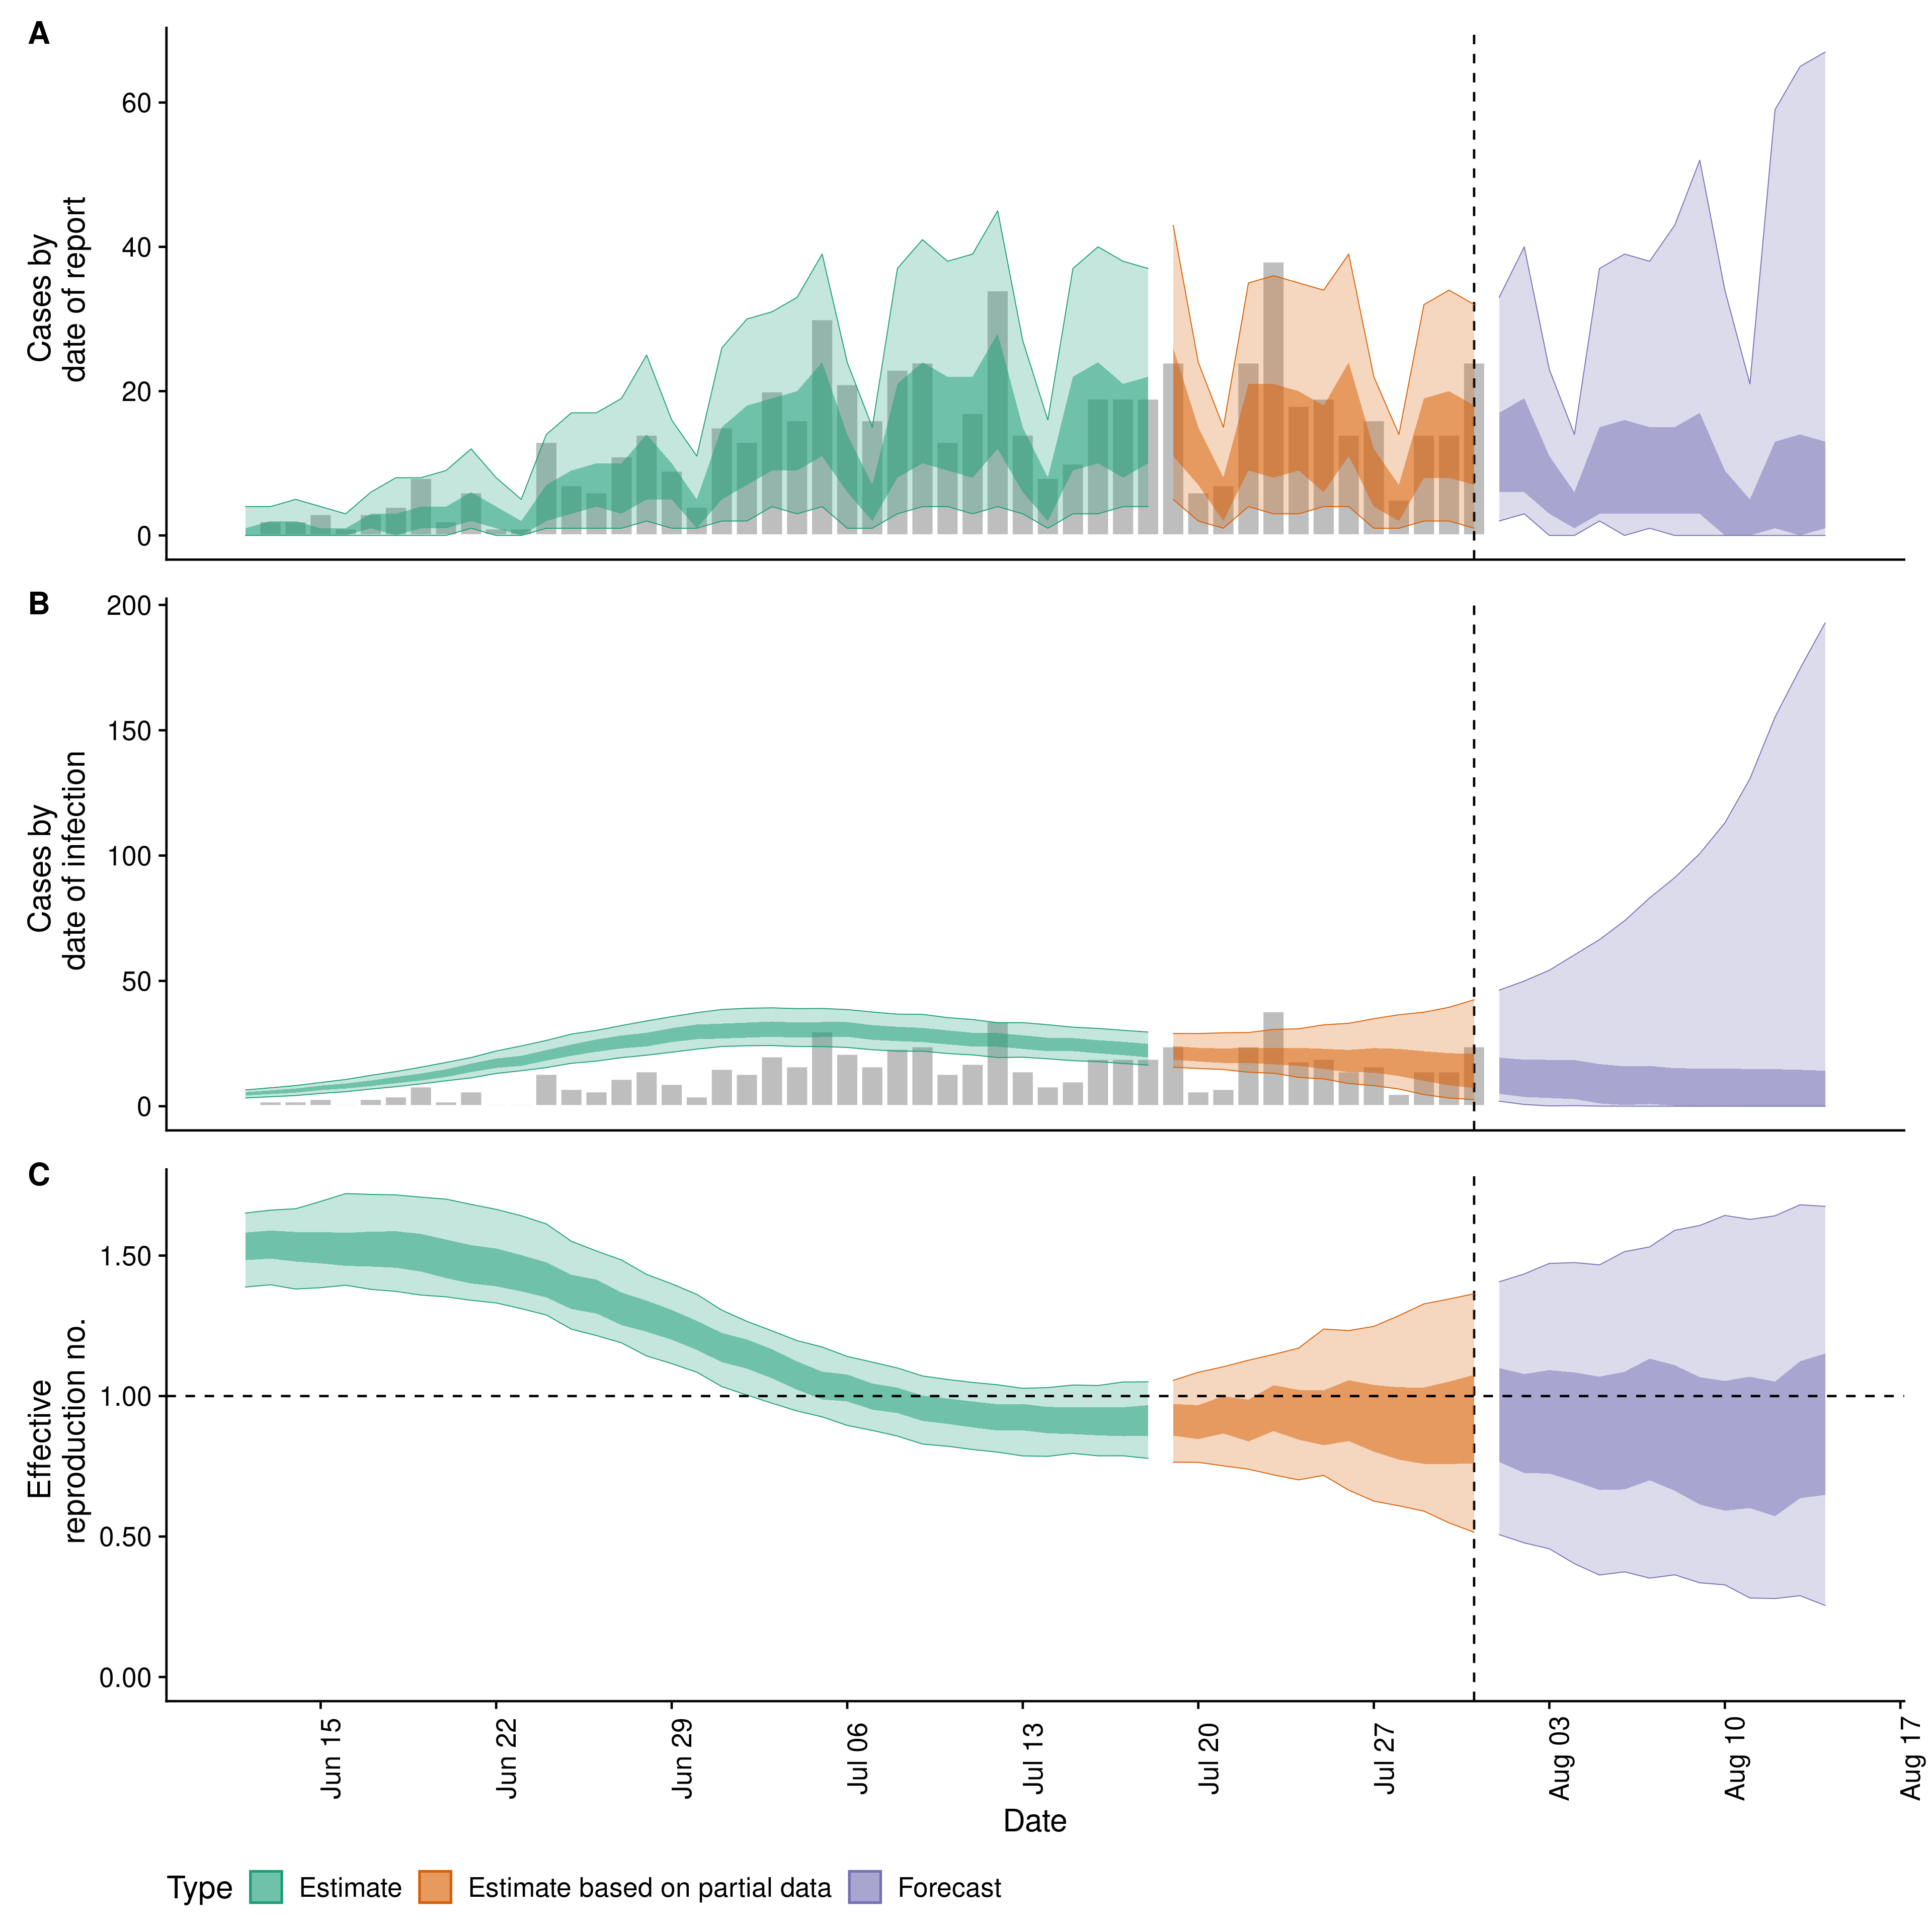 A
60
40
20
0
Cases by
date of report
B
200
150
100
50
0
Cases by
date of infection
C
1.50
1.00
0.50
0.00
Effective
reproduction no.
Jun 15
Jun 22
Jun 29
Jul 06
Jul 13
Jul 20
Jul 27
Aug 03
Aug 10
Aug 17
Date
Type Estimate Estimate based on partial data Forecast